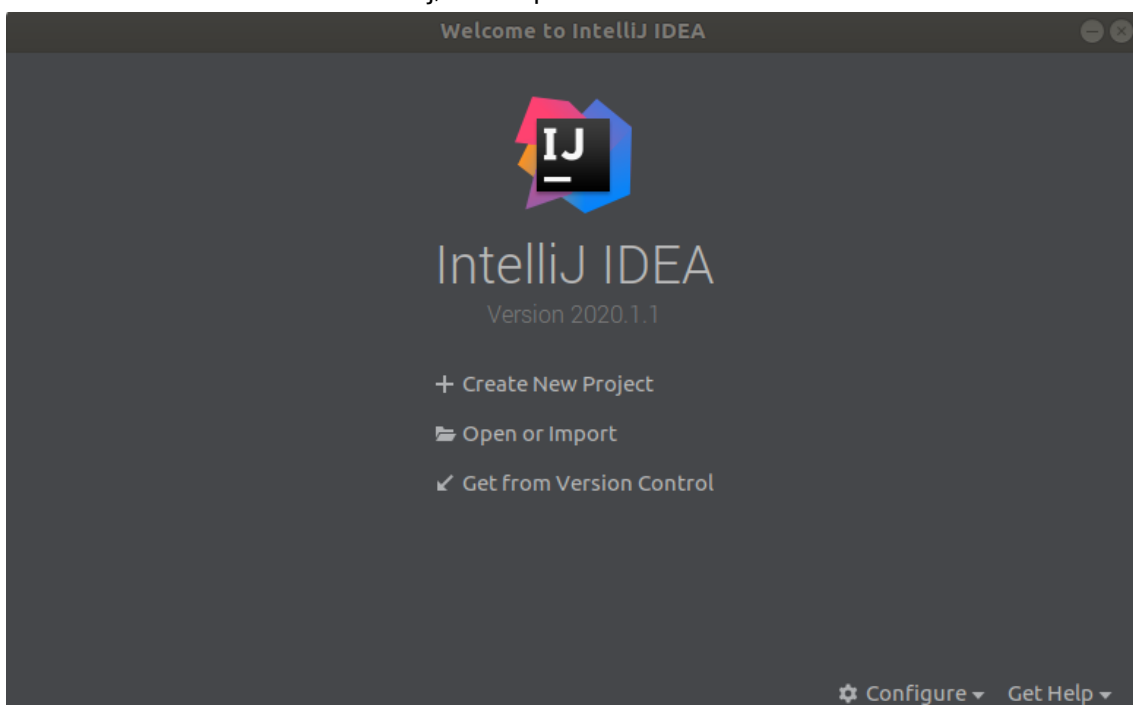 Welcome to IntelliJ IDEA
IJ
IntelliJ IDEA
Version 2020.1.1
Create New Project
Open or Import
Get from Version Control
Configure Get Help